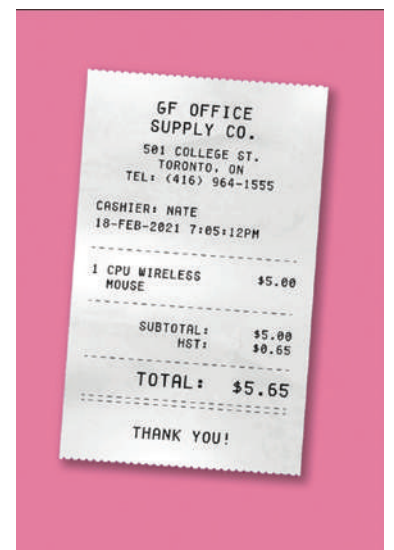 GF OFFICE
SUPPLY CO.
501 COLLEGE ST.
TORONTO, ON
TEL: (416) 964-1555
CASHIER: NATE
18-FEB-2021 7:05:12PM
1 CPU WIRELESS $5.00
MOUSE
SUBTOTAL: $5.00
HST: $0.65
TOTAL: $5.65
THANK YOU!